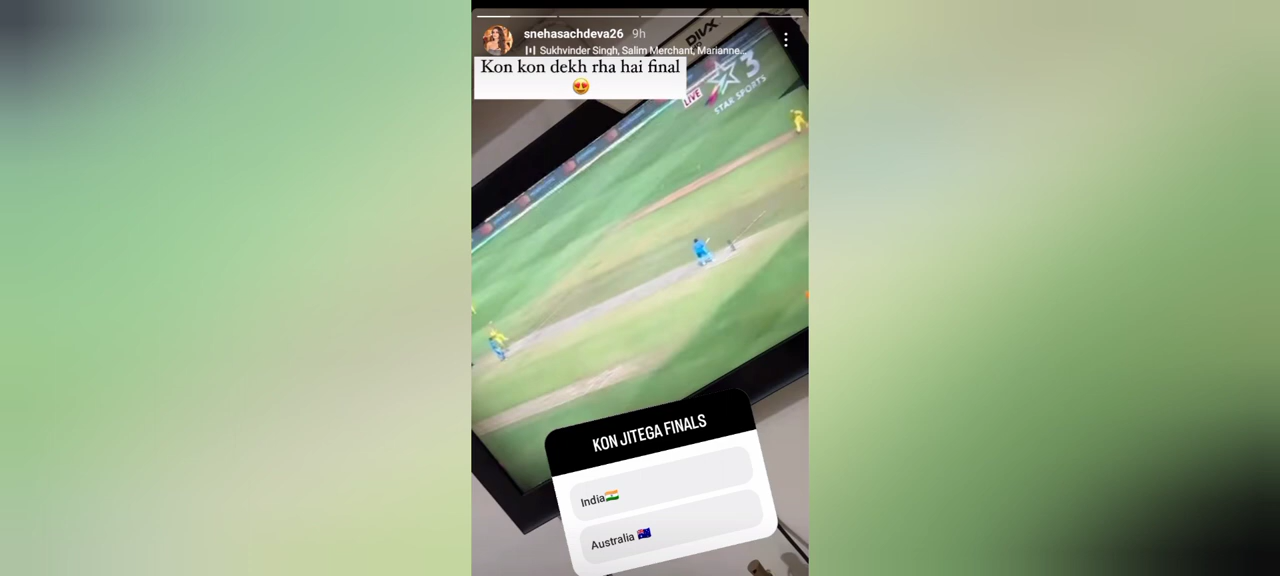 snehasachdeva26 9h
Sukhvinder Singh, Salim Merchant, Marianne...
Kon kon dekh rha hai final
😍
DIVX
3
LIVE
STAR SPORTS
KON JITEGA FINALS
India🇮🇳
Australia 🇦🇺